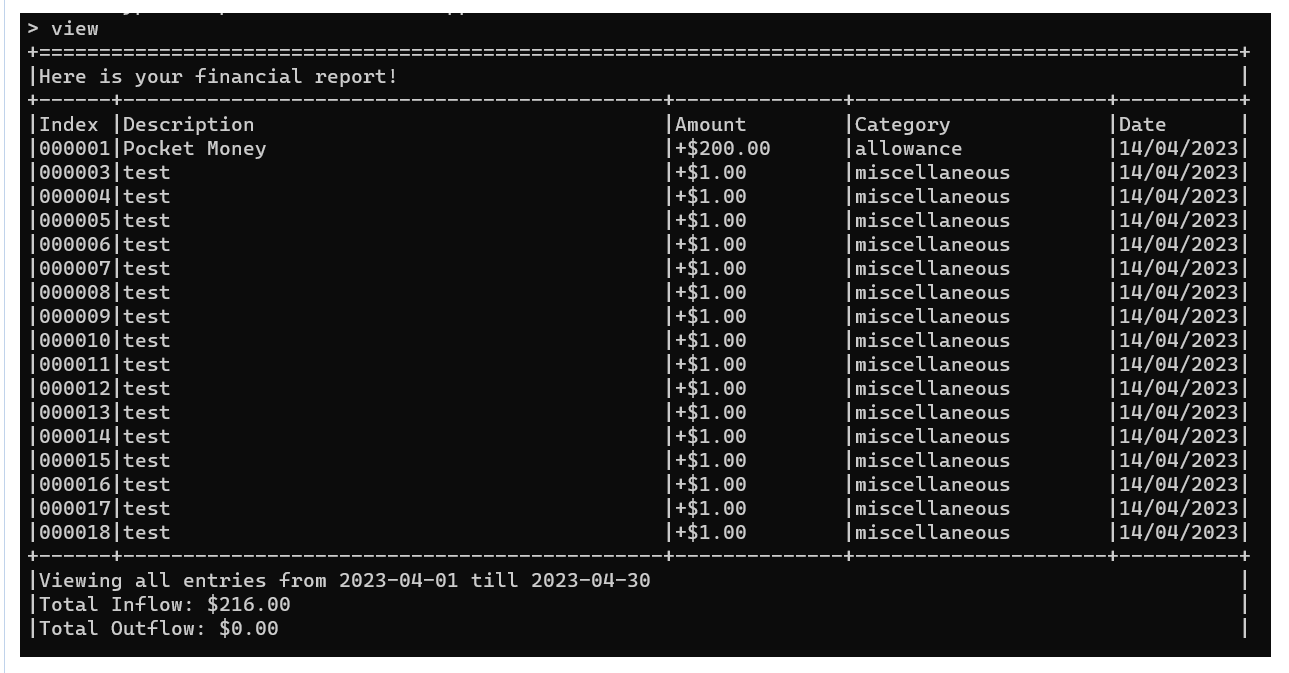 > view
+====================================================================================================+
|Here is your financial report! |
+------+---------------------------------------------+--------------+---------------------+----------+
|Index |Description |Amount |Category |Date |
|000001|Pocket Money |+$200.00 |allowance |14/04/2023|
|000003|test |+$1.00 |miscellaneous |14/04/2023|
|000004|test |+$1.00 |miscellaneous |14/04/2023|
|000005|test |+$1.00 |miscellaneous |14/04/2023|
|000006|test |+$1.00 |miscellaneous |14/04/2023|
|000007|test |+$1.00 |miscellaneous |14/04/2023|
|000008|test |+$1.00 |miscellaneous |14/04/2023|
|000009|test |+$1.00 |miscellaneous |14/04/2023|
|000010|test |+$1.00 |miscellaneous |14/04/2023|
|000011|test |+$1.00 |miscellaneous |14/04/2023|
|000012|test |+$1.00 |miscellaneous |14/04/2023|
|000013|test |+$1.00 |miscellaneous |14/04/2023|
|000014|test |+$1.00 |miscellaneous |14/04/2023|
|000015|test |+$1.00 |miscellaneous |14/04/2023|
|000016|test |+$1.00 |miscellaneous |14/04/2023|
|000017|test |+$1.00 |miscellaneous |14/04/2023|
|000018|test |+$1.00 |miscellaneous |14/04/2023|
+------+---------------------------------------------+--------------+---------------------+----------+
|Viewing all entries from 2023-04-01 till 2023-04-30 |
|Total Inflow: $216.00 |
|Total Outflow: $0.00 |